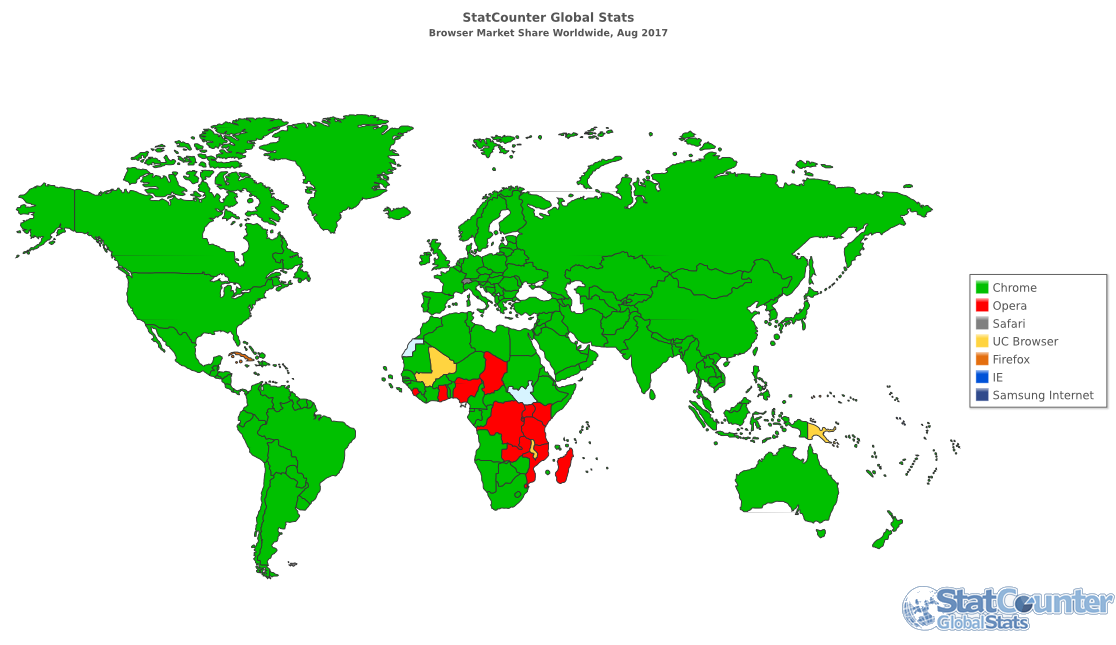 StatCounter Global Stats
Browser Market Share Worldwide, Aug 2017
Chrome
Opera
Safari
UC Browser
Firefox
IE
Samsung Internet
StatCounter
GlobalStats